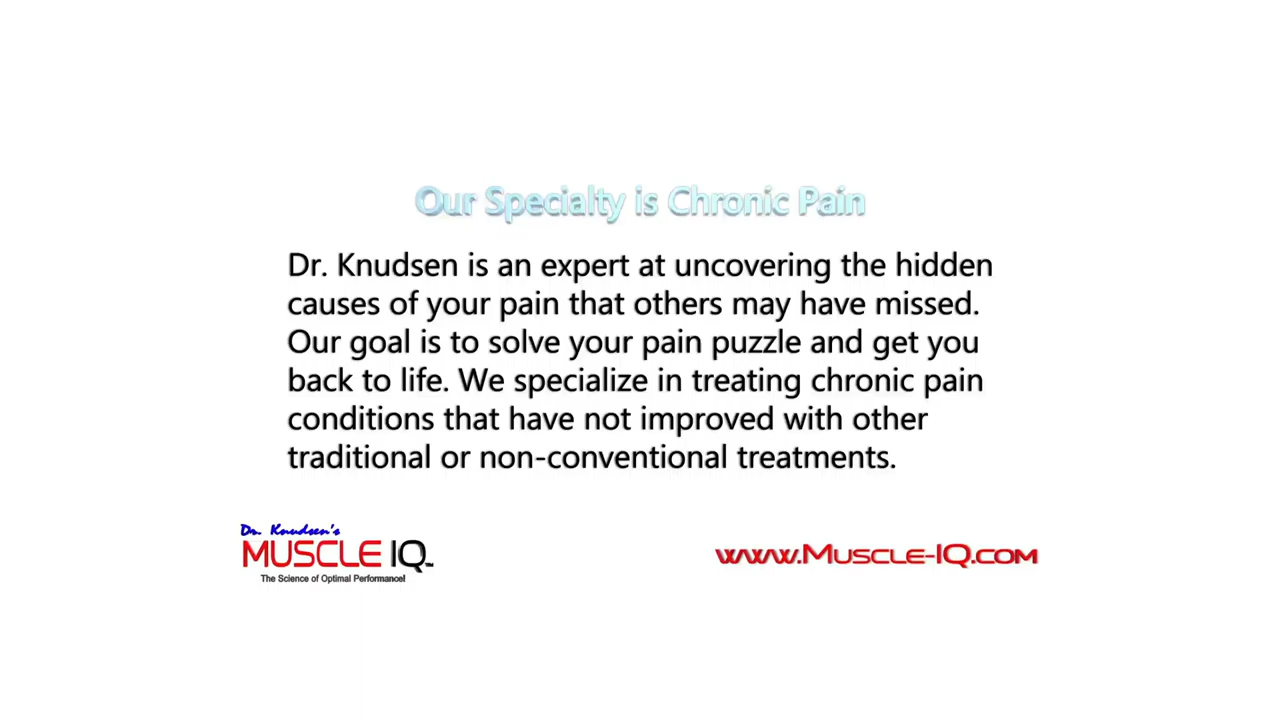 Our Specialty is Chronic Pain
Dr. Knudsen is an expert at uncovering the hidden
causes of your pain that others may have missed.
Our goal is to solve your pain puzzle and get you
back to life. We specialize in treating chronic pain
conditions that have not improved with other
traditional or non-conventional treatments.
Dr. Knudsen's
MUSCLE IQ™
The Science of Optimal Performance!
www.Muscle-IQ.com